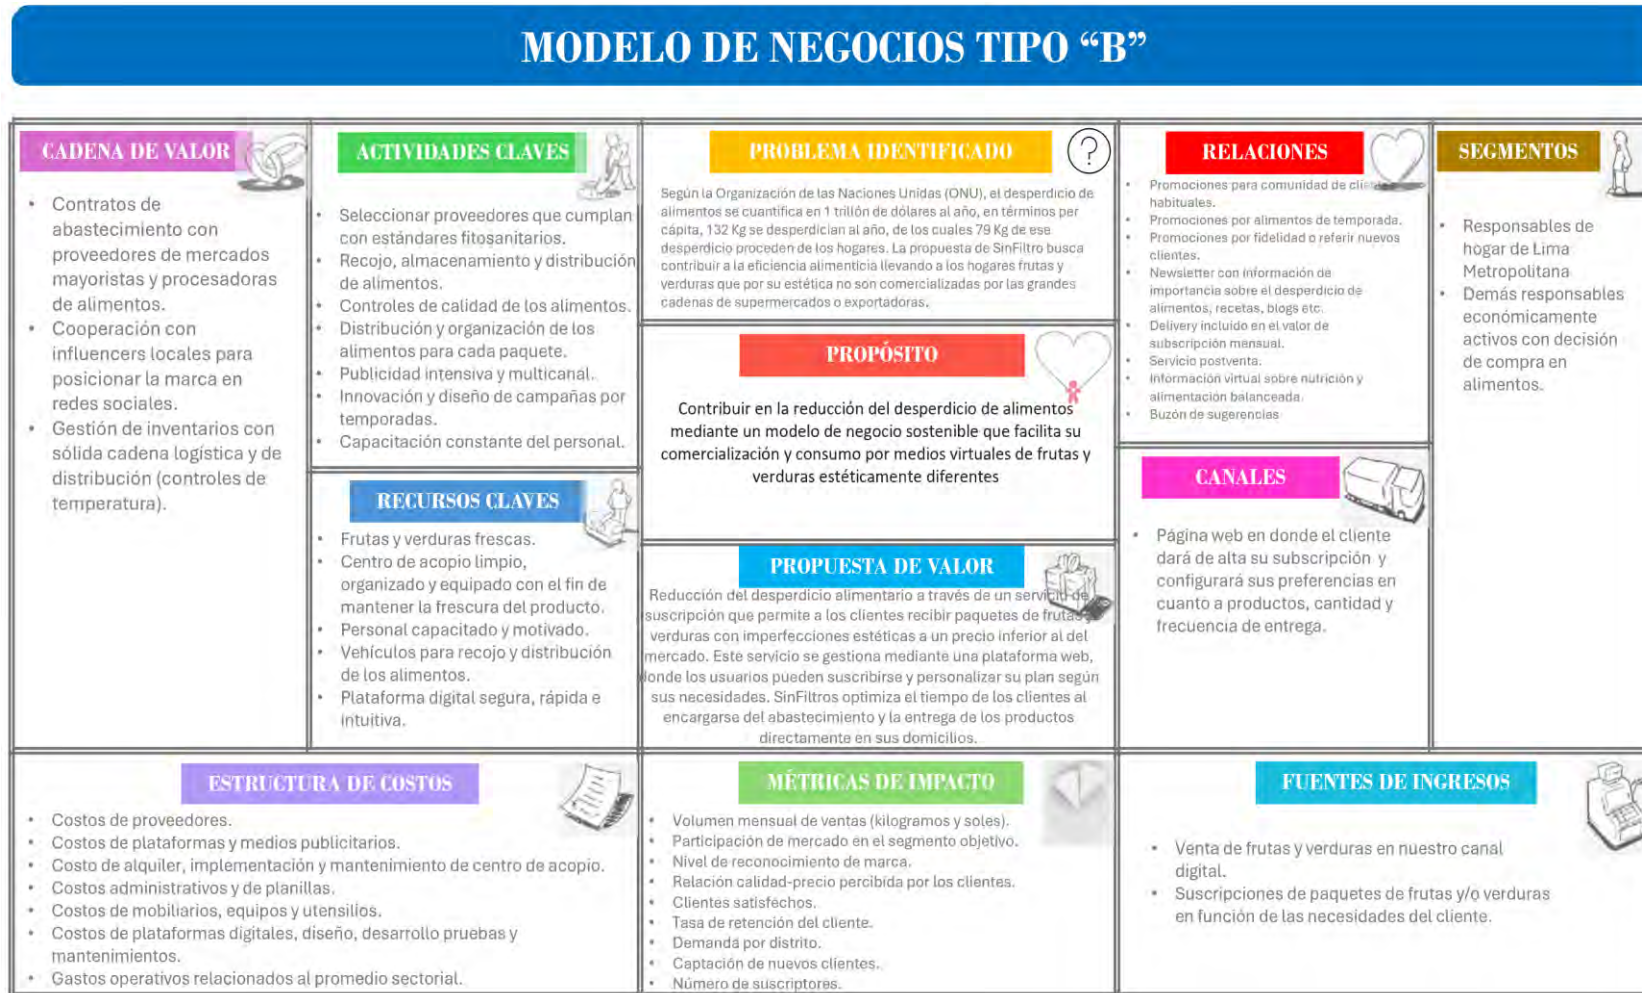 MODELO DE NEGOCIOS TIPO “B”
CADENA DE VALOR
• Contratos de
abastecimiento con
proveedores de mercados
mayoristas y procesadoras
de alimentos.
• Cooperación con
influencers locales para
posicionar la marca en
redes sociales.
• Gestión de inventarios con
sólida cadena logística y de
distribución (controles de
temperatura).
ACTIVIDADES CLAVES
• Seleccionar proveedores que cumplan
con estándares fitosanitarios.
• Recojo, almacenamiento y distribución
de alimentos.
• Controles de calidad de los alimentos.
• Distribución y organización de los
alimentos para cada paquete.
• Publicidad intensiva y multicanal.
• Innovación y diseño de campañas por
temporadas.
• Capacitación constante del personal.
RECURSOS CLAVES
• Frutas y verduras frescas.
• Centro de acopio limpio,
organizado y equipado con el fin de
mantener la frescura del producto.
• Personal capacitado y motivado.
• Vehículos para recojo y distribución
de los alimentos.
• Plataforma digital segura, rápida e
intuitiva.
PROBLEMA IDENTIFICADO
?
Según la Organización de las Naciones Unidas (ONU), el desperdicio de
alimentos se cuantifica en 1 trillón de dólares al año, en términos per
cápita, 132 Kg se desperdician al año, de los cuales 79 Kg de ese
desperdicio proceden de los hogares. La propuesta de SinFiltro busca
contribuir a la eficiencia alimenticia llevando a los hogares frutas y
verduras que por su estética no son comercializadas por las grandes
cadenas de supermercados o exportadoras.
PROPÓSITO
Contribuir en la reducción del desperdicio de alimentos
mediante un modelo de negocio sostenible que facilita su
comercialización y consumo por medios virtuales de frutas y
verduras estéticamente diferentes
PROPUESTA DE VALOR
Reducción del desperdicio alimentario a través de un servicio de
suscripción que permite a los clientes recibir paquetes de frutas y
verduras con imperfecciones estéticas a un precio inferior al del
mercado. Este servicio se gestiona mediante una plataforma web,
donde los usuarios pueden suscribirse y personalizar su plan según
sus necesidades. SinFiltros optimiza el tiempo de los clientes al
encargarse del abastecimiento y la entrega de los productos
directamente en sus domicilios.
RELACIONES
• Promociones para comunidad de clientes
habituales.
• Promociones por alimentos de temporada.
• Promociones por fidelidad o referir nuevos
clientes.
• Newsletter con información de
importancia sobre el desperdicio de
alimentos, recetas, blogs etc.
• Delivery incluido en el valor de
subscripción mensual.
• Servicio postventa.
• Información virtual sobre nutrición y
alimentación balanceada.
• Buzón de sugerencias
CANALES
• Página web en donde el cliente
dará de alta su subscripción y
configurará sus preferencias en
cuanto a productos, cantidad y
frecuencia de entrega.
SEGMENTOS
• Responsables de
hogar de Lima
Metropolitana
• Demás responsables
económicamente
activos con decisión
de compra en
alimentos.
ESTRUCTURA DE COSTOS
• Costos de proveedores.
• Costos de plataformas y medios publicitarios.
• Costo de alquiler, implementación y mantenimiento de centro de acopio.
• Costos administrativos y de planillas.
• Costos de mobiliarios, equipos y utensilios.
• Costos de plataformas digitales, diseño, desarrollo pruebas y
mantenimientos.
• Gastos operativos relacionados al promedio sectorial.
MÉTRICAS DE IMPACTO
• Volumen mensual de ventas (kilogramos y soles).
• Participación de mercado en el segmento objetivo.
• Nivel de reconocimiento de marca.
• Relación calidad-precio percibida por los clientes.
• Clientes satisfechos.
• Tasa de retención del cliente.
• Demanda por distrito.
• Captación de nuevos clientes.
• Número de suscriptores.
FUENTES DE INGRESOS
• Venta de frutas y verduras en nuestro canal
digital.
• Suscripciones de paquetes de frutas y/o verduras
en función de las necesidades del cliente.